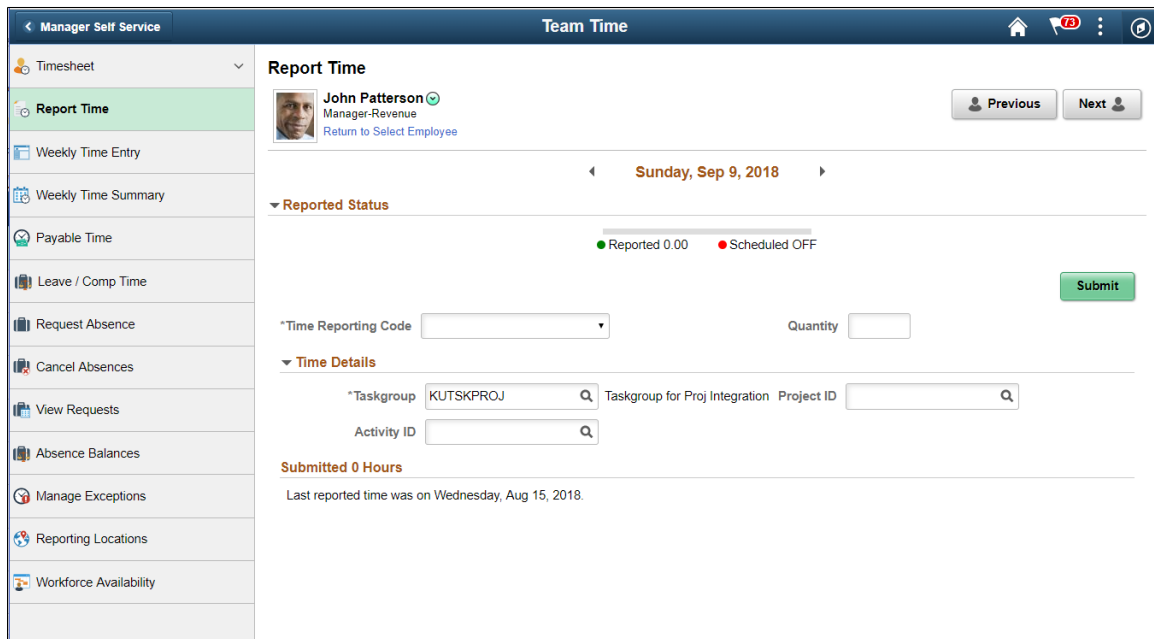 Manager Self Service
Team Time
73
Timesheet
Report Time
Weekly Time Entry
Weekly Time Summary
Payable Time
Leave / Comp Time
Request Absence
Cancel Absences
View Requests
Absence Balances
Manage Exceptions
Reporting Locations
Workforce Availability
Report Time
John Patterson
Manager-Revenue
Return to Select Employee
Previous
Next
Sunday, Sep 9, 2018
Reported Status
Reported 0.00 Scheduled OFF
Submit
*Time Reporting Code Quantity
Time Details
*Taskgroup KUTSKPROJ Taskgroup for Proj Integration Project ID
Activity ID
Submitted 0 Hours
Last reported time was on Wednesday, Aug 15, 2018.